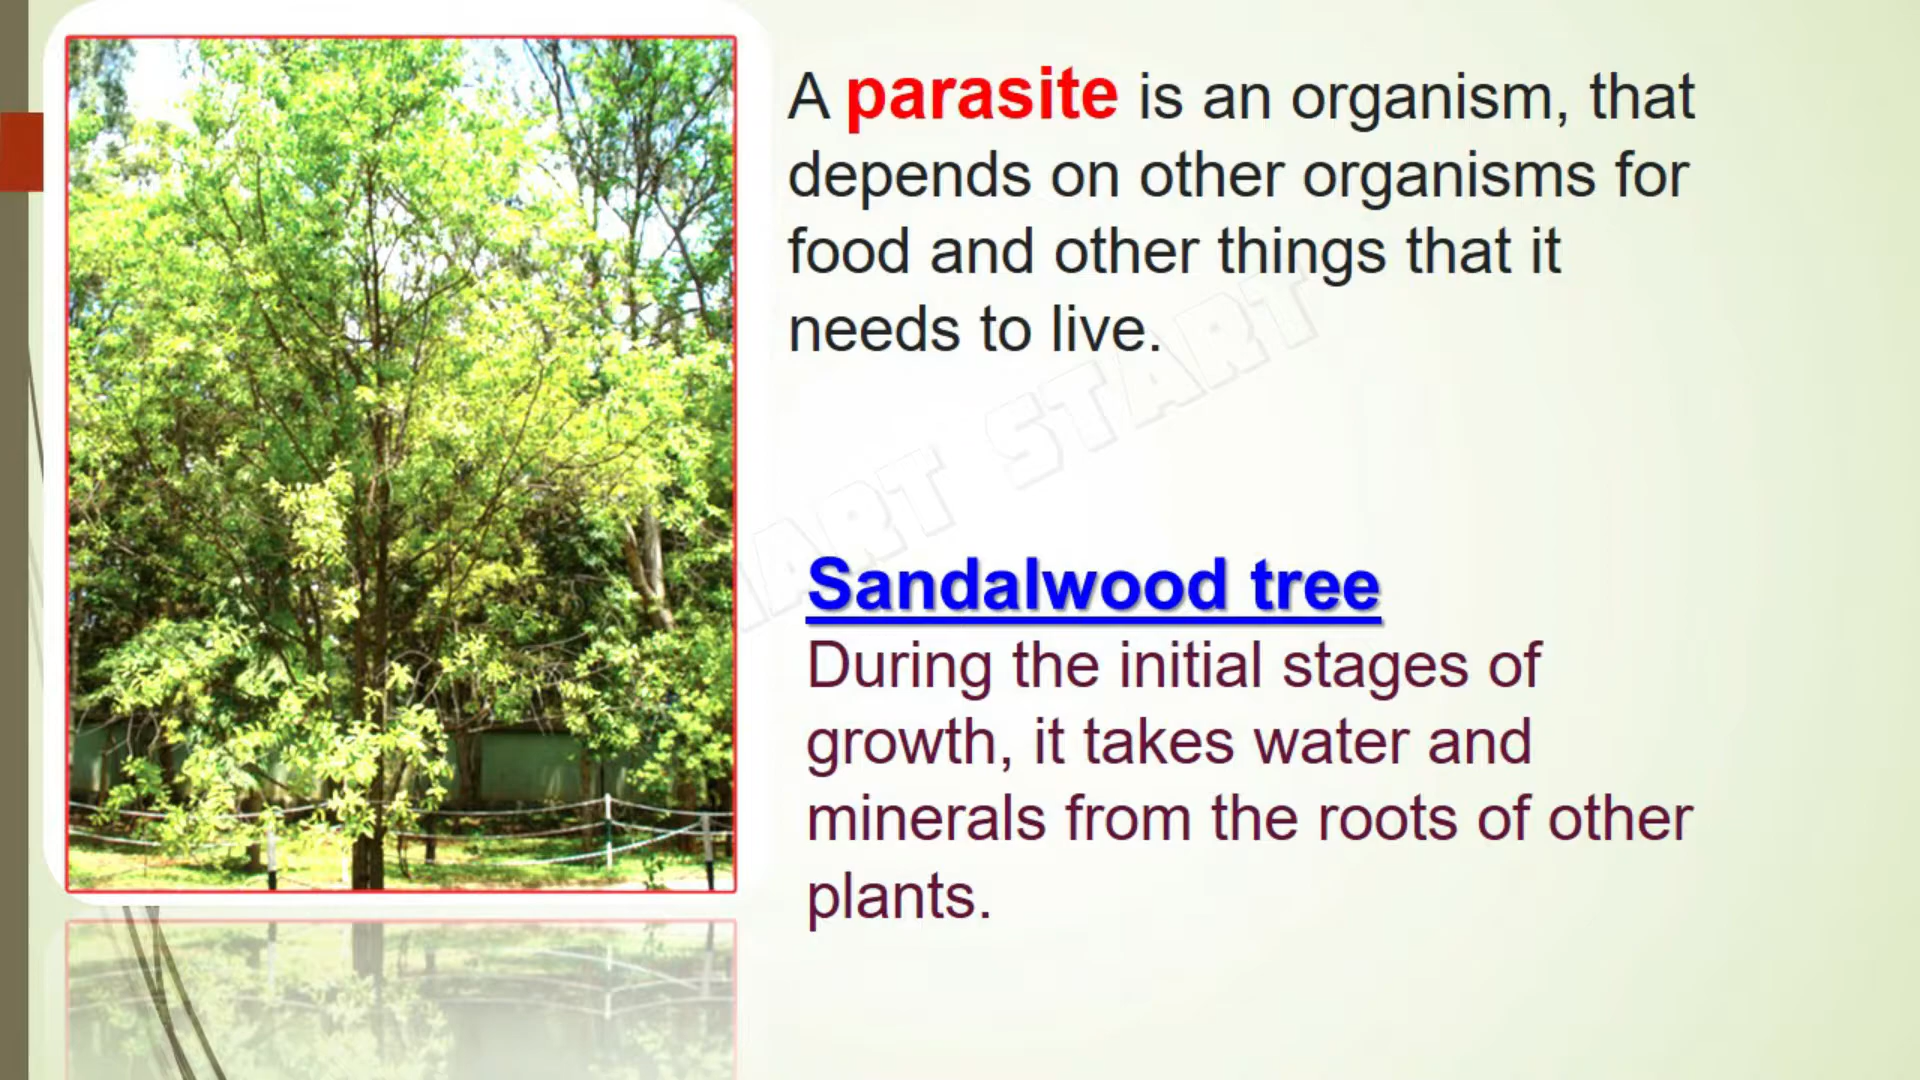 A parasite is an organism, that
depends on other organisms for
food and other things that it
needs to live.
START
Sandalwood tree
During the initial stages of
growth, it takes water and
minerals from the roots of other
plants.